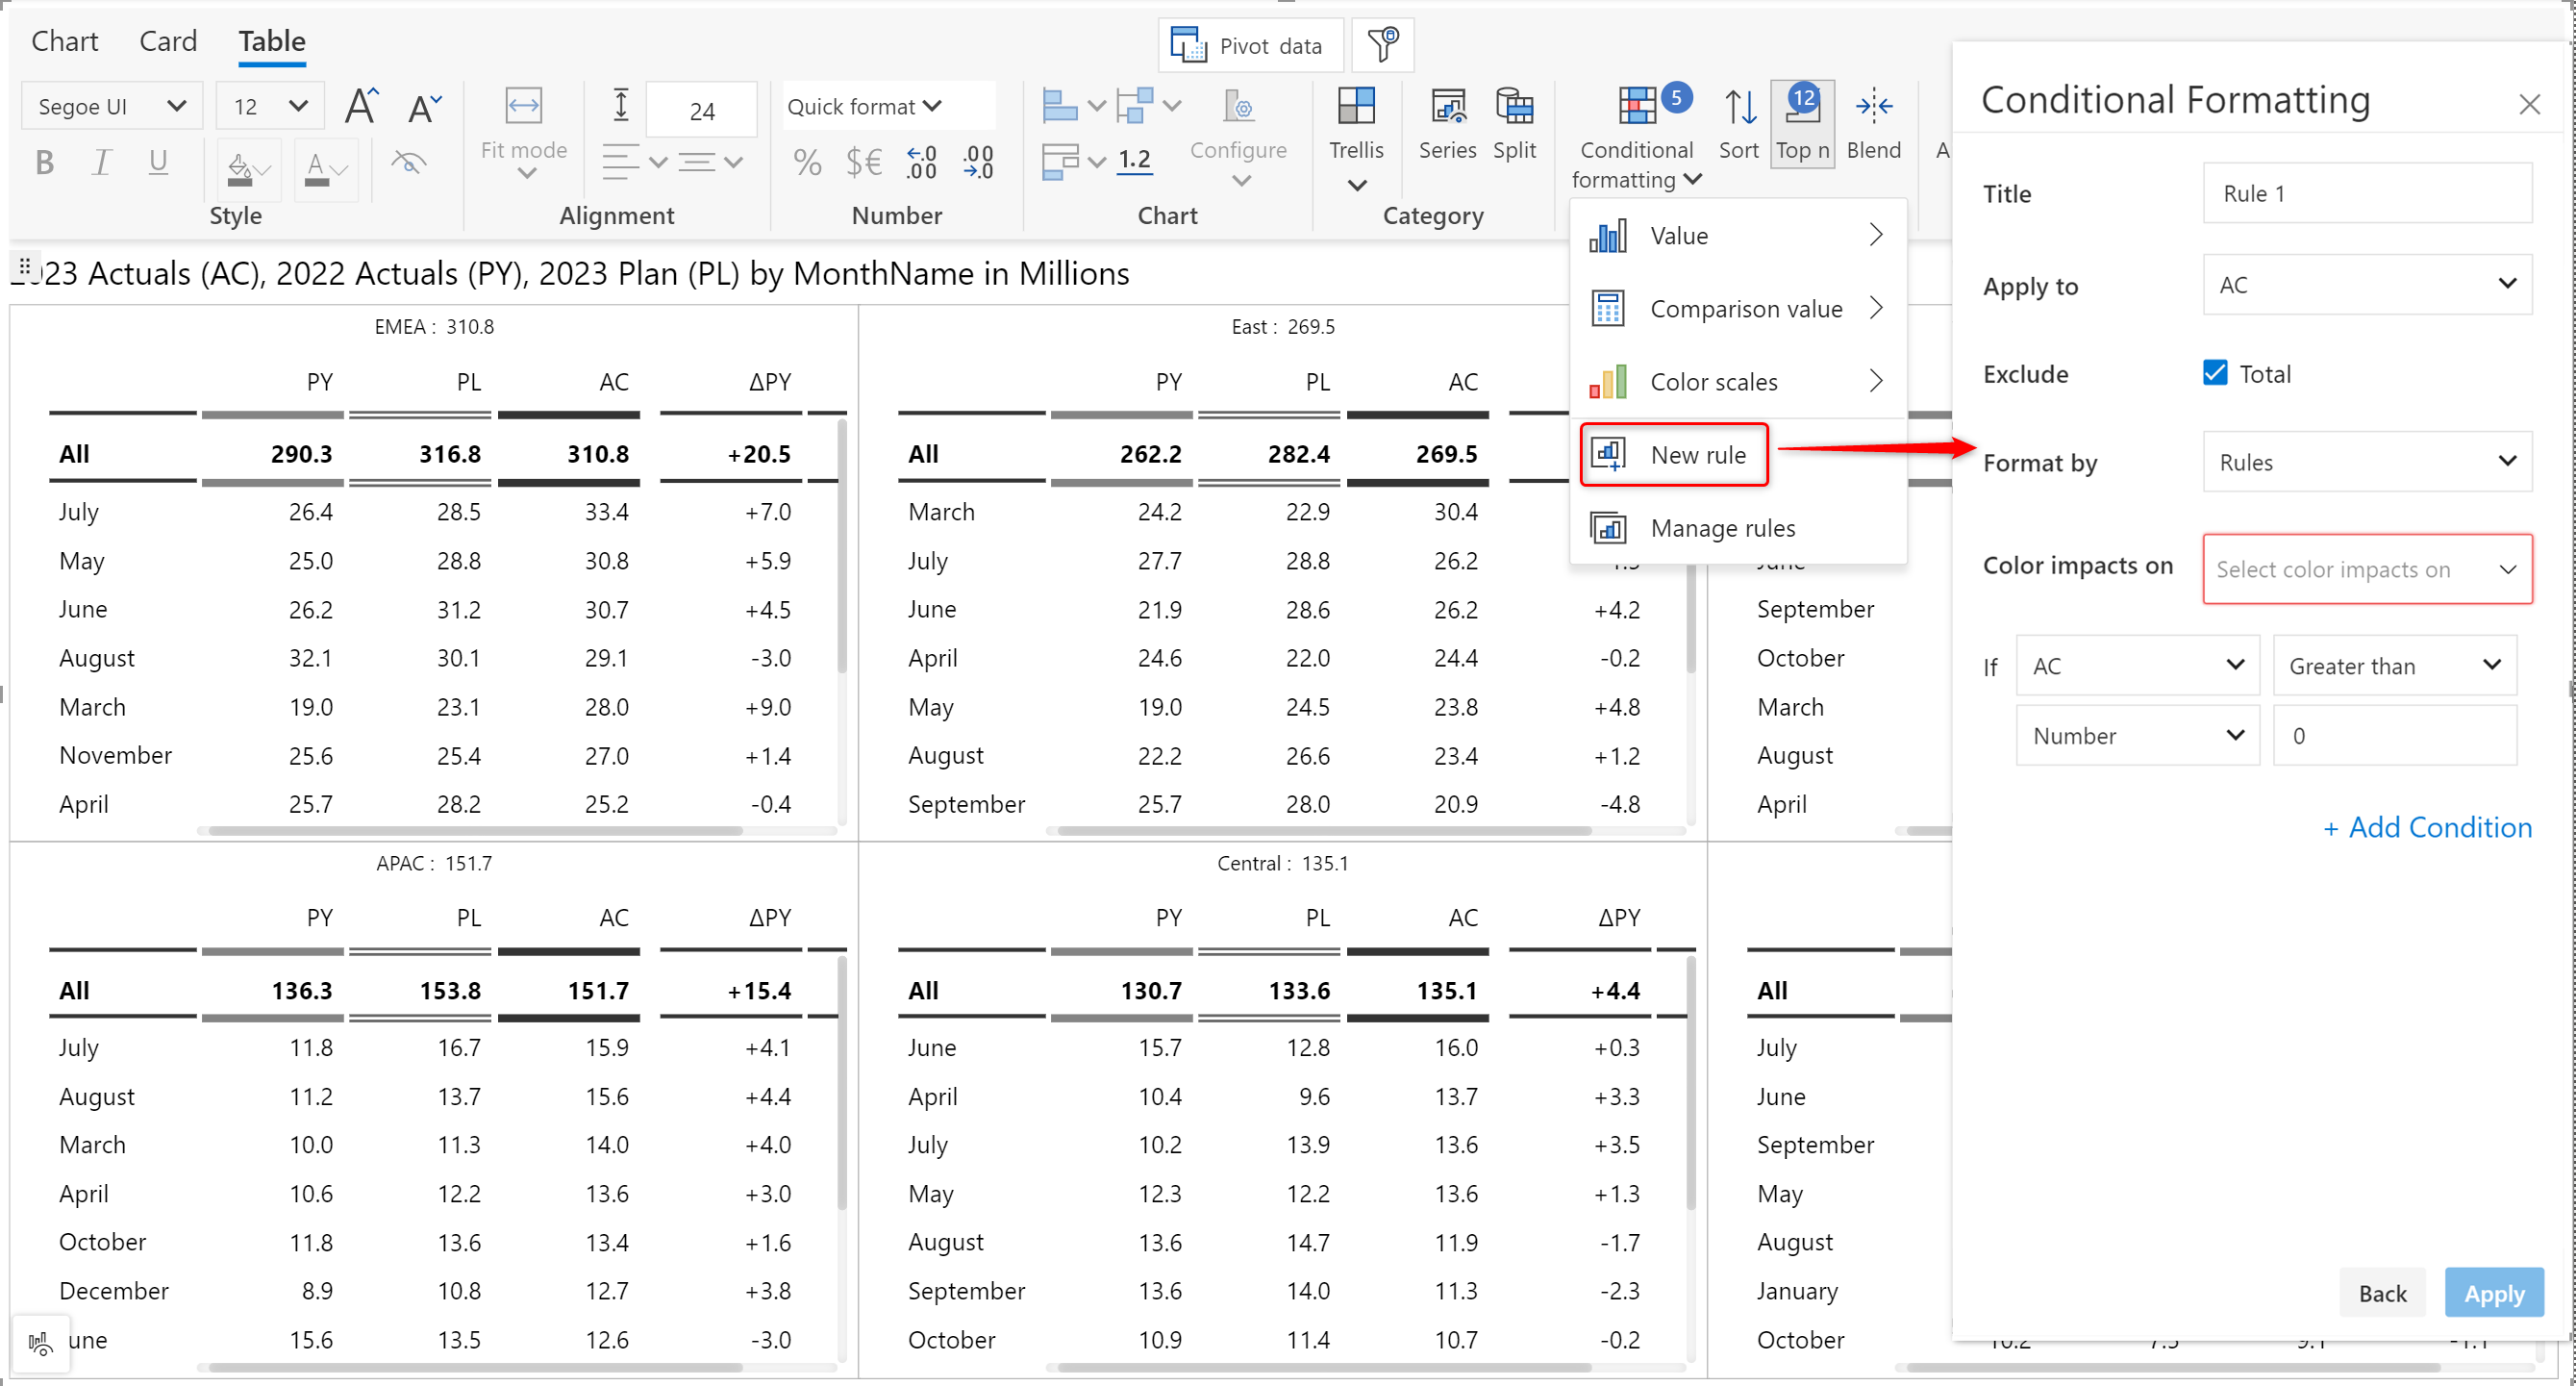 Chart Card Table
Pivot data
Segoe UI 12 A A 24 Quick format
B I U A Fit mode % $€ .0 .00 .00 .0 1.2 Configure
Trellis Series Split Conditional formatting 5 Sort 12 Top n Blend A
Style Alignment Number Chart Category
2023 Actuals (AC), 2022 Actuals (PY), 2023 Plan (PL) by MonthName in Millions
EMEA : 310.8
PY PL AC ΔPY
All 290.3 316.8 310.8 +20.5
July 26.4 28.5 33.4 +7.0
May 25.0 28.8 30.8 +5.9
June 26.2 31.2 30.7 +4.5
August 32.1 30.1 29.1 -3.0
March 19.0 23.1 28.0 +9.0
November 25.6 25.4 27.0 +1.4
April 25.7 28.2 25.2 -0.4
East : 269.5
PY PL AC
All 262.2 282.4 269.5
March 24.2 22.9 30.4
July 27.7 28.8 26.2
June 21.9 28.6 26.2 +4.2
April 24.6 22.0 24.4 -0.2
May 19.0 24.5 23.8 +4.8
August 22.2 26.6 23.4 +1.2
September 25.7 28.0 20.9 -4.8
June
September
October
March
August
April
APAC : 151.7
PY PL AC ΔPY
All 136.3 153.8 151.7 +15.4
July 11.8 16.7 15.9 +4.1
August 11.2 13.7 15.6 +4.4
March 10.0 11.3 14.0 +4.0
April 10.6 12.2 13.6 +3.0
October 11.8 13.6 13.4 +1.6
December 8.9 10.8 12.7 +3.8
une 15.6 13.5 12.6 -3.0
Central : 135.1
PY PL AC ΔPY
All 130.7 133.6 135.1 +4.4
June 15.7 12.8 16.0 +0.3
April 10.4 9.6 13.7 +3.3
July 10.2 13.9 13.6 +3.5
May 12.3 12.2 13.6 +1.3
August 13.6 14.7 11.9 -1.7
September 13.6 14.0 11.3 -2.3
October 10.9 11.4 10.7 -0.2
All
July
June
September
May
August
January
October
Value
Comparison value
Color scales
New rule
Manage rules
Conditional Formatting
Title Rule 1
Apply to AC
Exclude Total
Format by Rules
Color impacts on Select color impacts on
If AC Greater than
Number 0
+ Add Condition
Back Apply